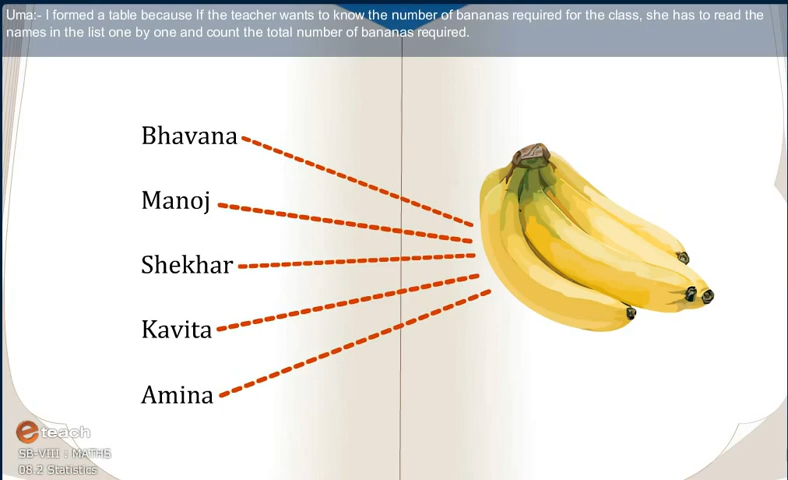 Uma:- I formed a table because If the teacher wants to know the number of bananas required for the class, she has to read the
names in the list one by one and count the total number of bananas required.
Bhavana
Manoj
Shekhar
Kavita
Amina
eteach
SB-VIII : MATHS
08.2 Statistics